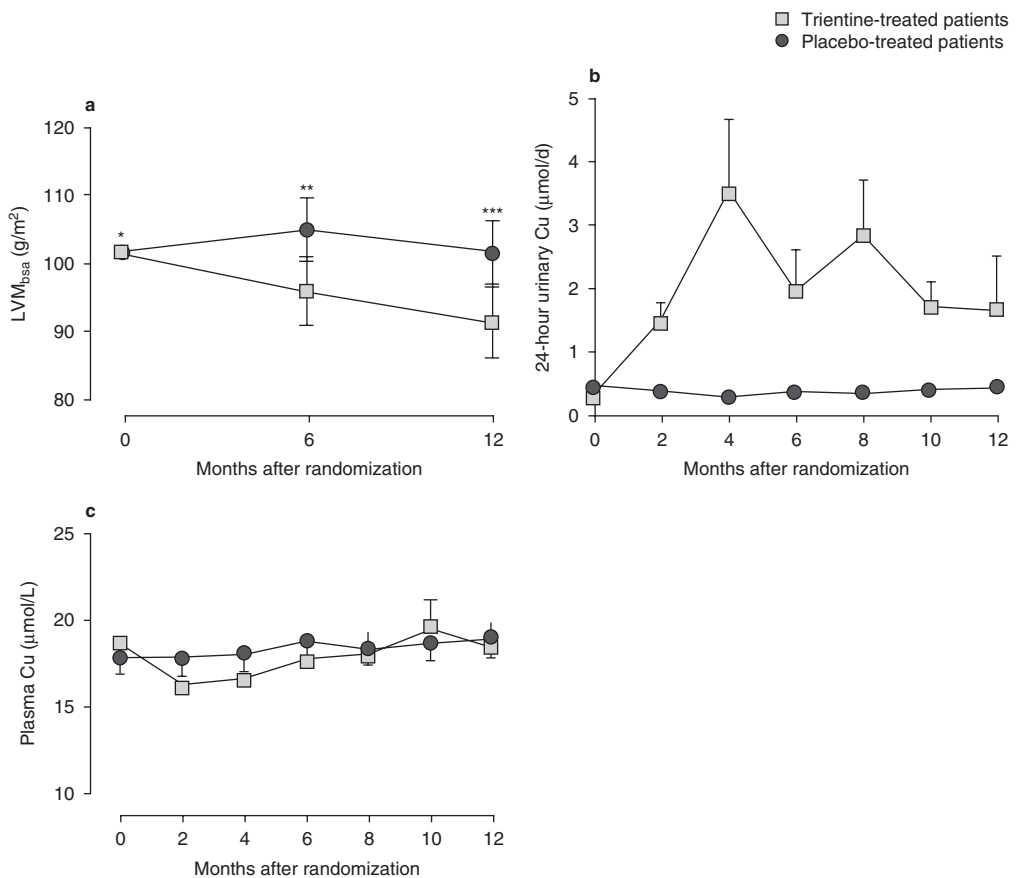 Trientine-treated patients
Placebo-treated patients
a
120
110
100
90
80
LVMbsa (g/m2)
*
**
***
0 6 12
Months after randomization
b
5
4
3
2
1
0
24-hour urinary Cu (μmol/d)
0 2 4 6 8 10 12
Months after randomization
c
25
20
15
10
Plasma Cu (μmol/L)
0 2 4 6 8 10 12
Months after randomization